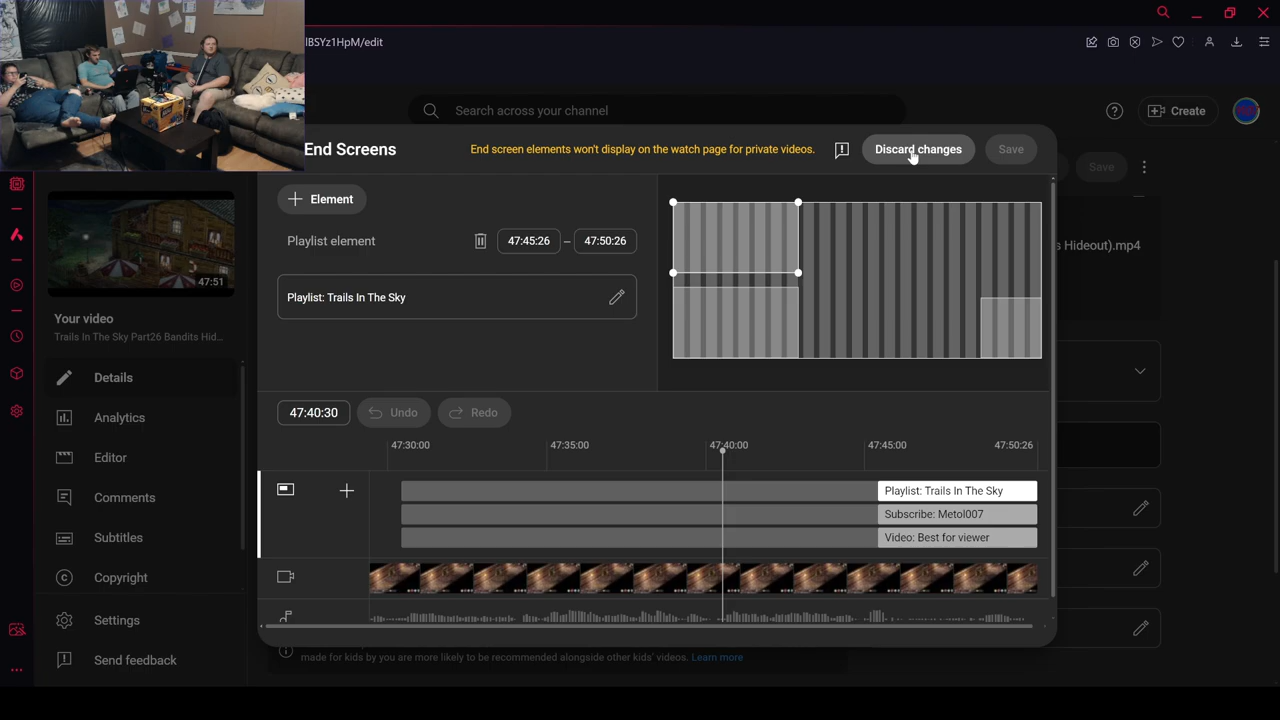 lBSYz1HpM/edit
Search across your channel
Create
End Screens
End screen elements won't display on the watch page for private videos.
Discard changes
Save
Save
Element
Playlist element
47:45:26
–
47:50:26
Playlist: Trails In The Sky
s Hideout).mp4
47:51
Your video
Trails In The Sky Part26 Bandits Hid...
Details
Analytics
Editor
Comments
Subtitles
Copyright
Settings
Send feedback
47:40:30
Undo
Redo
47:30:00
47:35:00
47:40:00
47:45:00
47:50:26
Playlist: Trails In The Sky
Subscribe: Metol007
Video: Best for viewer
made for kids by you are more likely to be recommended alongside other kids' videos. Learn more